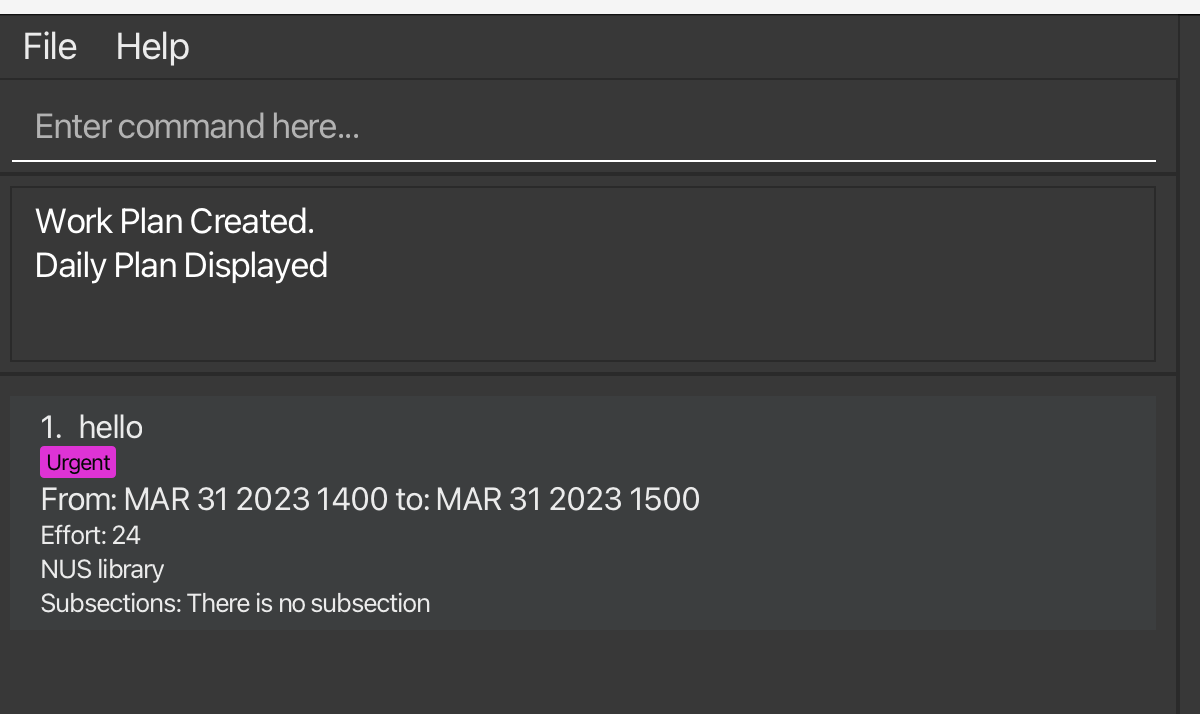 File Help
Enter command here...
Work Plan Created.
Daily Plan Displayed
1. hello
Urgent
From: MAR 31 2023 1400 to: MAR 31 2023 1500
Effort: 24
NUS library
Subsections: There is no subsection